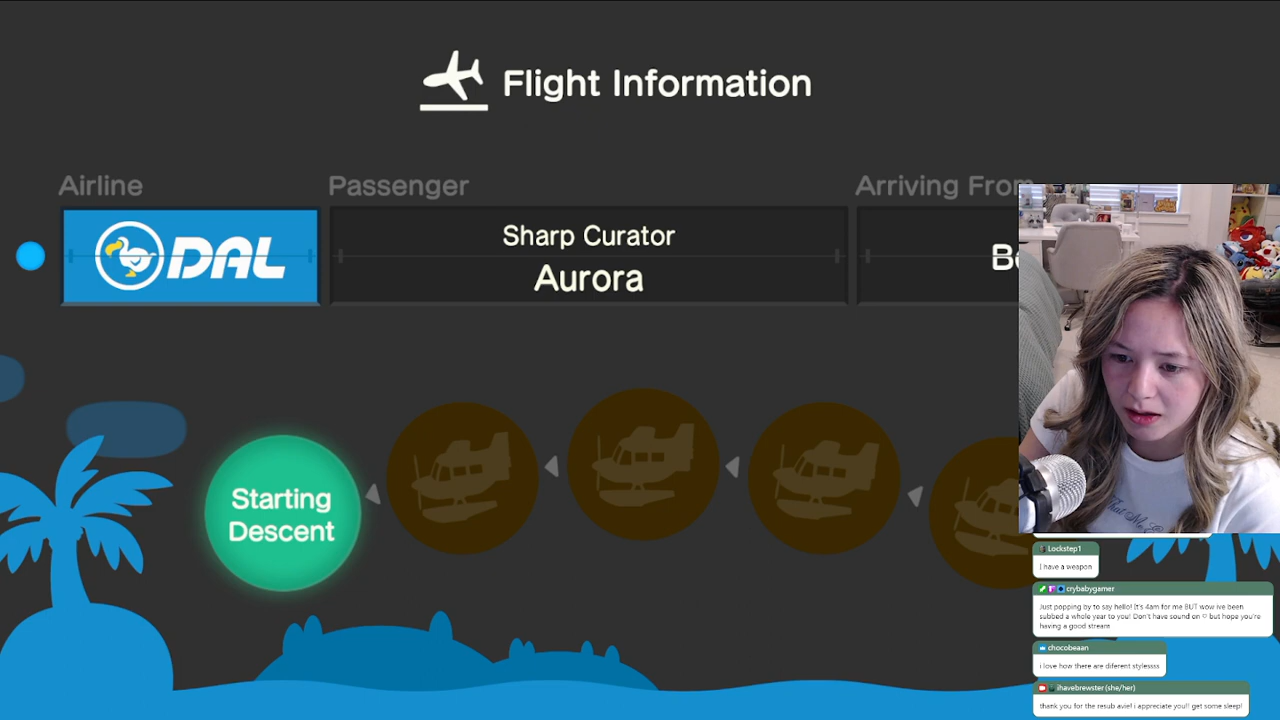 Flight Information
Airline
Passenger
Arriving From
DAL
Sharp Curator
Aurora
Starting
Descent
Lockstep1
I have a weapon
crybabygamer
Just popping by to say hello! It's 4am for me BUT wow ive been
subbed a whole year to you! Don't have sound on ♡ but hope you're
having a good stream
chocobeaan
i love how there are diferent stylessss
ihavebrewster (she/her)
thank you for the resub avie! i appreciate you!! get some sleep!